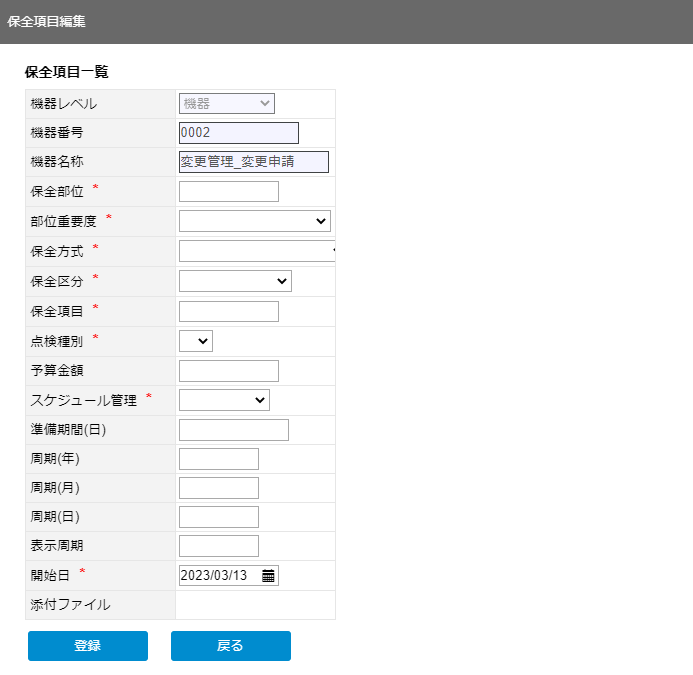 保全項目編集
保全項目一覧
機器レベル 機器
機器番号 0002
機器名称 変更管理_変更申請
保全部位 *
部位重要度 *
保全方式 *
保全区分 *
保全項目 *
点検種別 *
予算金額
スケジュール管理 *
準備期間(日)
周期(年)
周期(月)
周期(日)
表示周期
開始日 * 2023/03/13
添付ファイル
登録 戻る